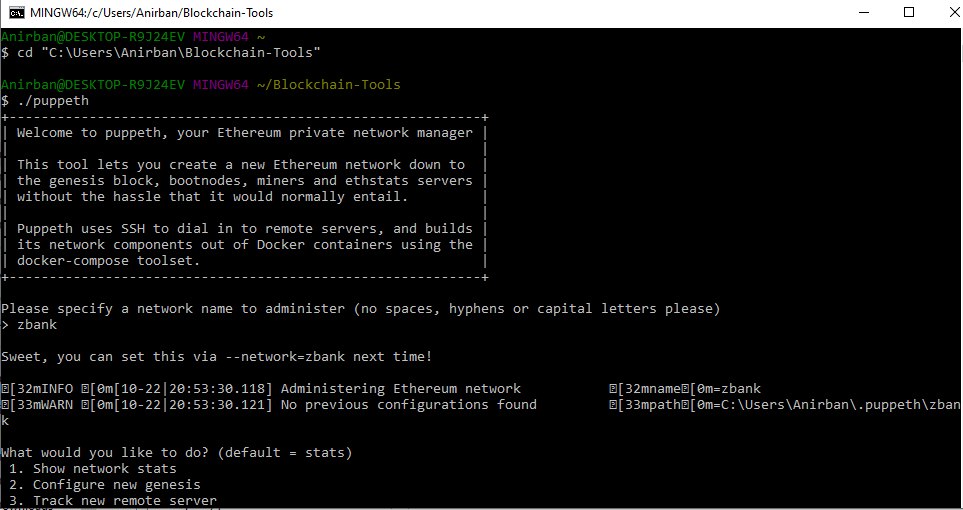 MINGW64:/c/Users/Anirban/Blockchain-Tools
Anirban@DESKTOP-R9J24EV MINGW64 ~
$ cd "C:\Users\Anirban\Blockchain-Tools"
Anirban@DESKTOP-R9J24EV MINGW64 ~/Blockchain-Tools
$ ./puppeth
+-----------------------------------------------------------+
| Welcome to puppeth, your Ethereum private network manager |
| |
| This tool lets you create a new Ethereum network down to |
| the genesis block, bootnodes, miners and ethstats servers |
| without the hassle that it would normally entail. |
| |
| Puppeth uses SSH to dial in to remote servers, and builds |
| its network components out of Docker containers using the |
| docker-compose toolset. |
+-----------------------------------------------------------+
Please specify a network name to administer (no spaces, hyphens or capital letters please)
> zbank
Sweet, you can set this via --network=zbank next time!
[32mINFO [0m[10-22|20:53:30.118] Administering Ethereum network [32mname[0m=zbank
[33mWARN [0m[10-22|20:53:30.121] No previous configurations found [33mpath[0m=C:\Users\Anirban\.puppeth\zban
k
What would you like to do? (default = stats)
1. Show network stats
2. Configure new genesis
3. Track new remote server